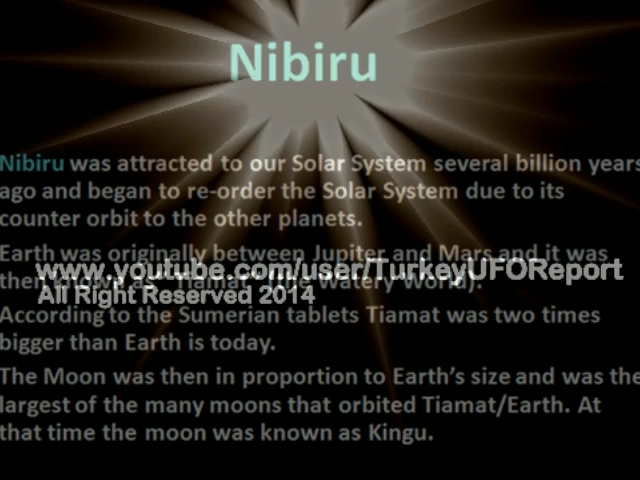 Nibiru
Nibiru was attracted to our Solar System several billion years
ago and began to re-order the Solar System due to its
counter orbit to the other planets.
Earth was originally between Jupiter and Mars and it was
www.youtube.com/user/TurkeyUFOReport
then Tiamat Watery World).
All Right Reserved 2014
According to the Sumerian tablets Tiamat was two times
bigger than Earth is today.
The Moon was then in proportion to Earth's size and was the
largest of the many moons that orbited Tiamat/Earth. At
that time the moon was known as Kingu.